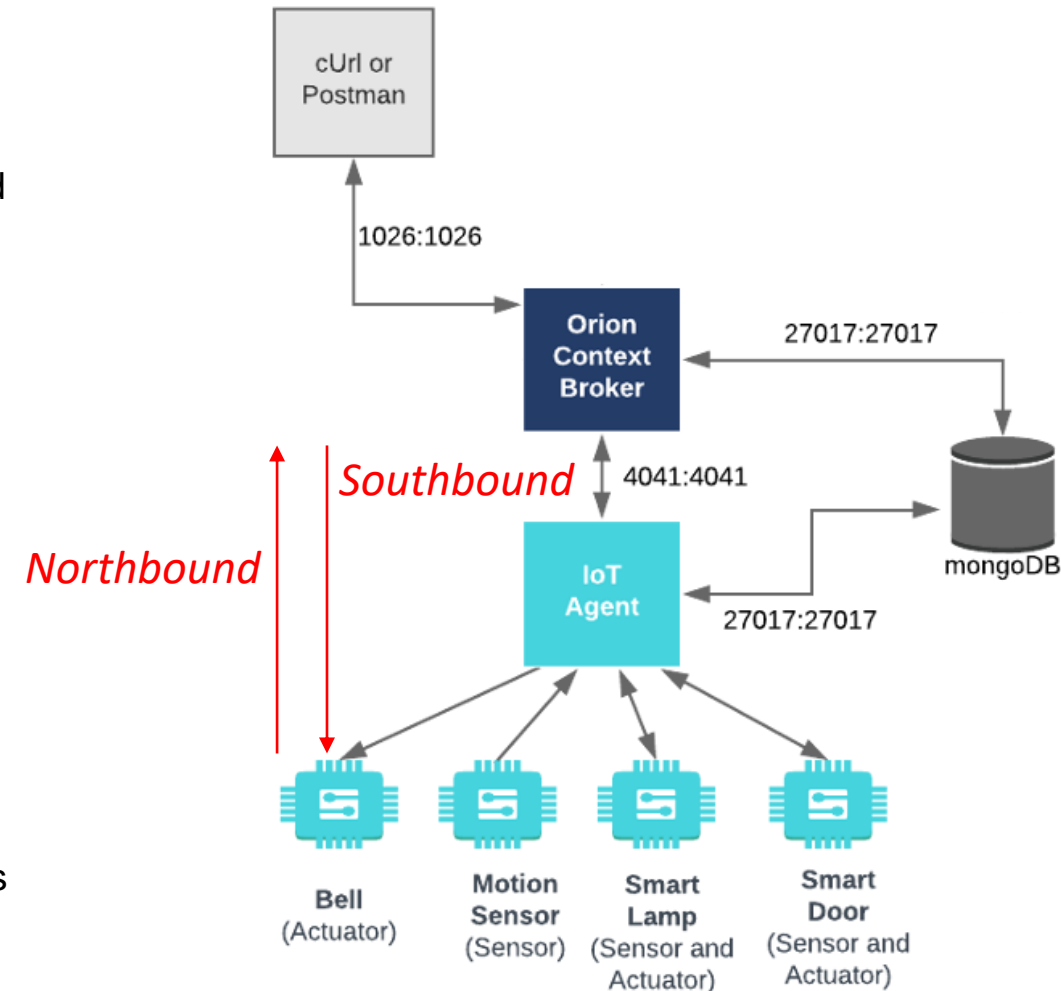 cUrl or
Postman
1026:1026
Orion
Context
Broker
27017:27017
Southbound
4041:4041
Northbound
IoT
Agent
mongoDB
27017:27017
Bell
(Actuator)
Motion
Sensor
(Sensor)
Smart
Lamp
(Sensor and
Actuator)
Smart
Door
(Sensor and
Actuator)